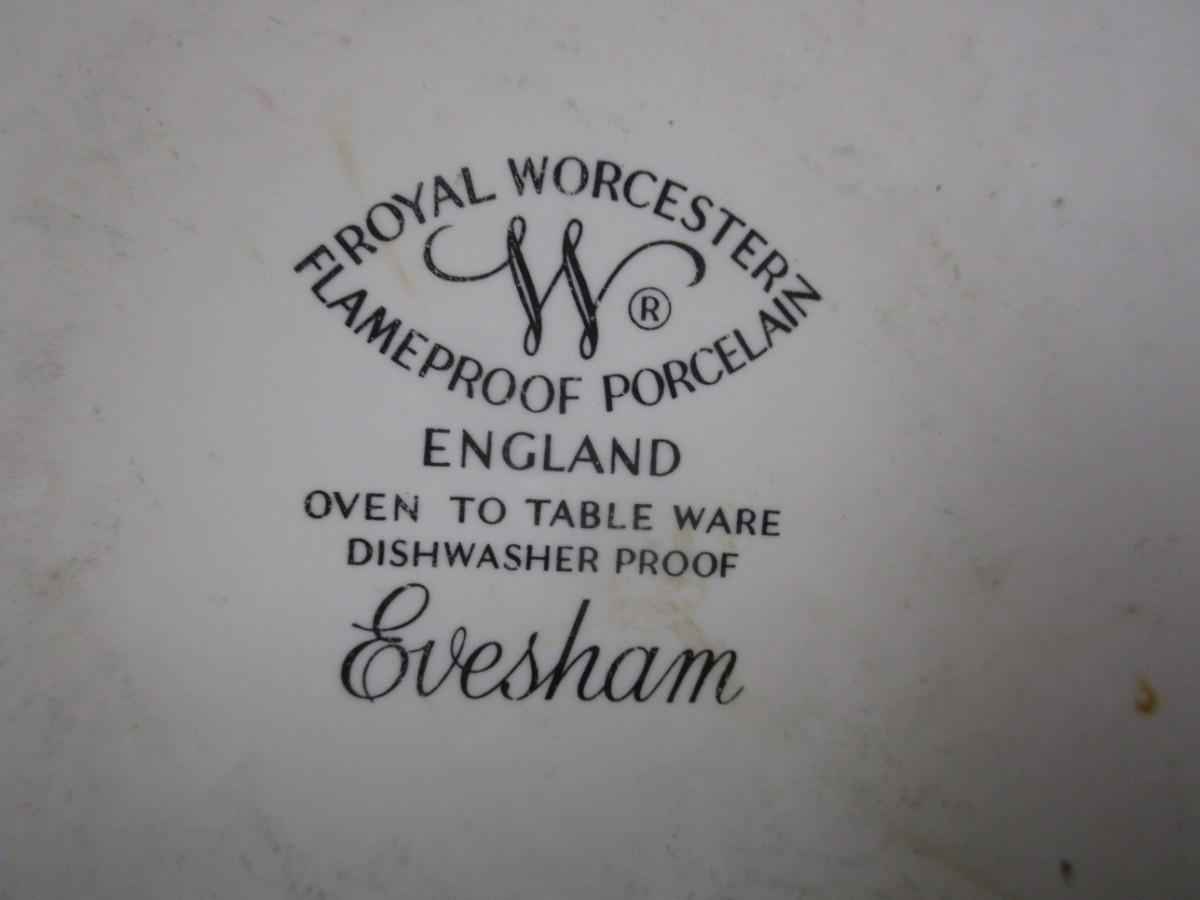 ROYAL WORCESTER
W®
FLAMEPROOF PORCELAIN
ENGLAND
OVEN TO TABLE WARE
DISHWASHER PROOF
Evesham